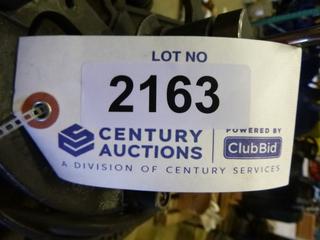 LOT NO
2163
CENTURY AUCTIONS
POWERED BY
ClubBid
A DIVISION OF CENTURY SERVICES